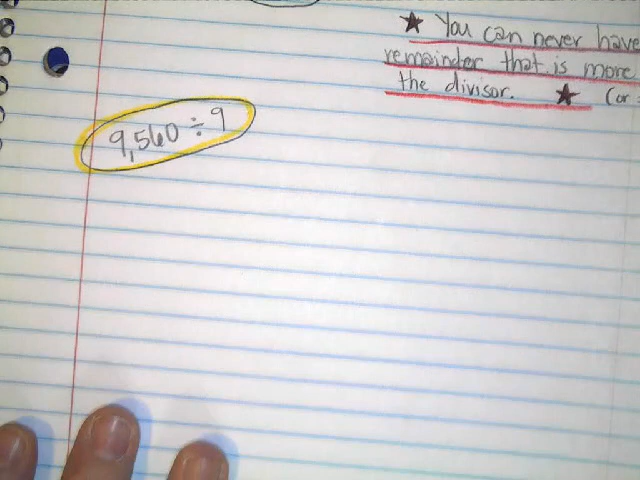 ★ You can never have
remainder that is more
the divisor. ★ (or
9,560 ÷ 9